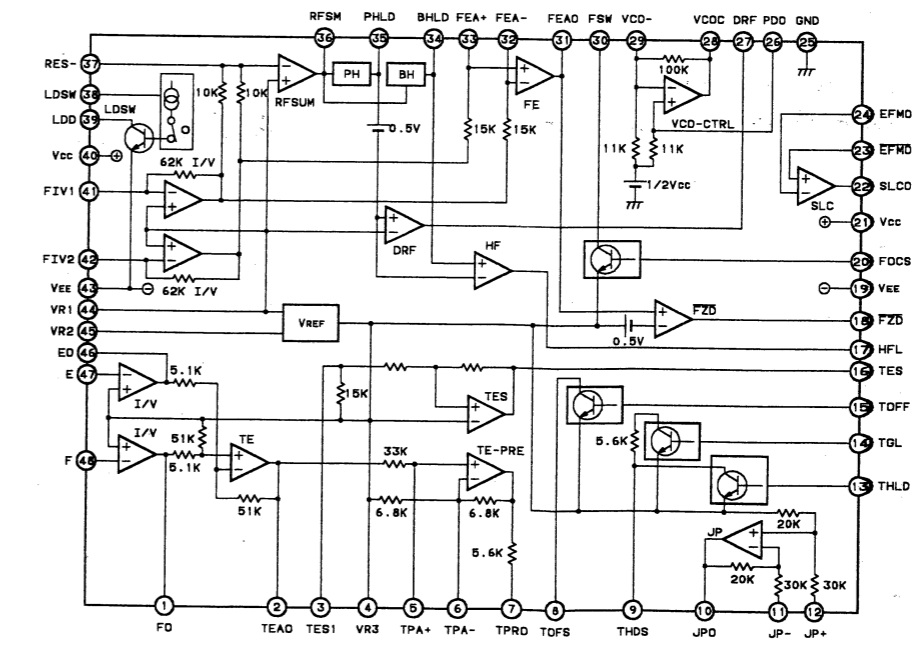 RFSM PHLD BHLD FEA+ FEA- FEAO FSW VCO- VCOC DRF PDO GND
36 35 34 33 32 31 30 29 28 27 26 25
RES- 37
LDSW 38
LDD 39
Vcc 40
FIV1 41
FIV2 42
VEE 43
VR1 44
VR2 45
EO 46
E 47
F 48
LDSW
10K
10K
RFSUM
PH
BH
0.5V
FE
15K
15K
100K
VCO-CTRL
11K
11K
1/2Vcc
62K I/V
62K I/V
DRF
HF
SLC
VREF
0.5V
FZD
5.1K
I/V
I/V
51K
5.1K
TE
51K
15K
TES
33K
TE-PRE
6.8K
6.8K
5.6K
5.6K
20K
JP
20K
30K
30K
24 EFMO
23 EFMO
22 SLCO
21 Vcc
20 FOCS
19 VEE
18 FZD
17 HFL
16 TES
15 TOFF
14 TGL
13 THLD
1 2 3 4 5 6 7 8 9 10 11 12
FO TEAO TES1 VR3 TPA+ TPA- TPRO TOFS THDS JPO JP- JP+